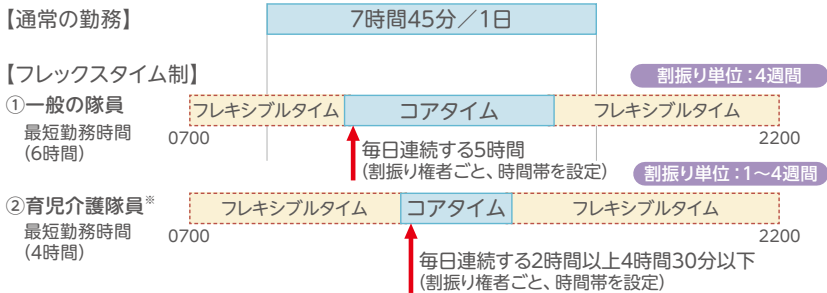 【通常の勤務】
7時間45分／1日
【フレックスタイム制】
割振り単位：4週間
①一般の隊員
フレキシブルタイム
コアタイム
フレキシブルタイム
最短勤務時間
(6時間)
0700
2200
毎日連続する5時間
(割振り権者ごと、時間帯を設定)
割振り単位：1〜4週間
②育児介護隊員※
フレキシブルタイム
コアタイム
フレキシブルタイム
最短勤務時間
(4時間)
0700
2200
毎日連続する2時間以上4時間30分以下
(割振り権者ごと、時間帯を設定)